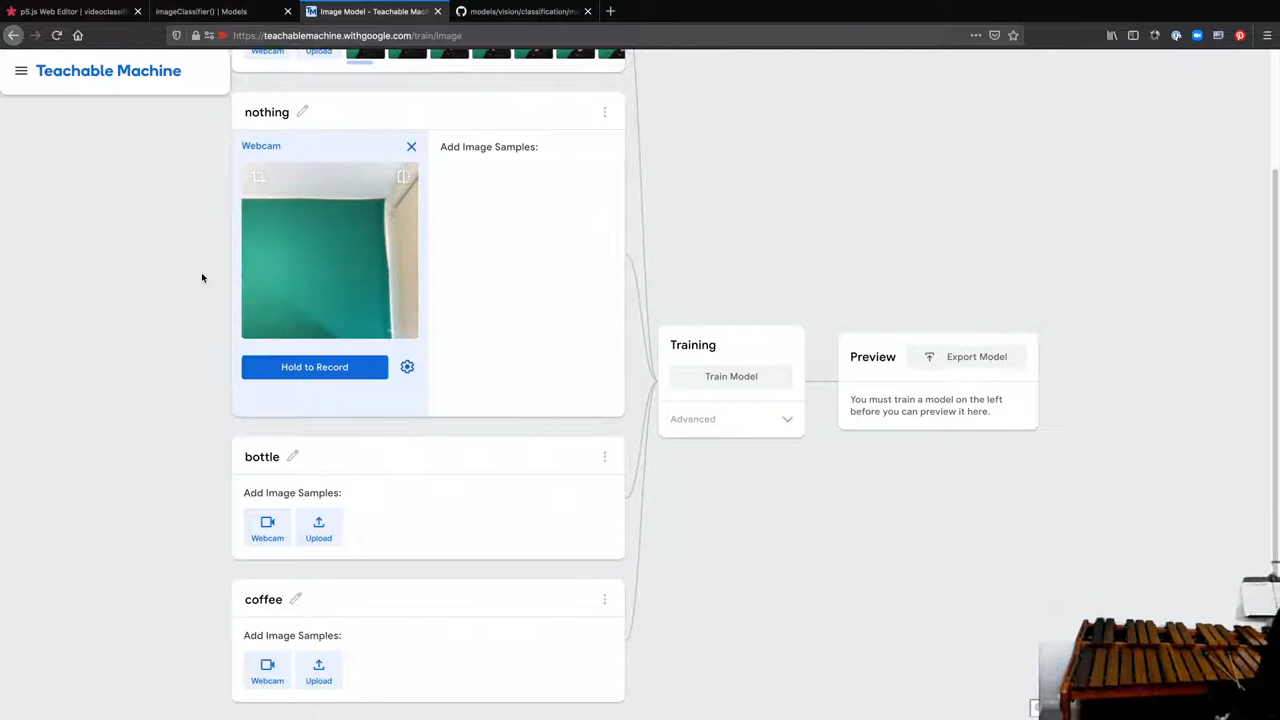 p5.js Web Editor | videoclassifi
imageClassifier() | Models
Image Model - Teachable Mach
models/vision/classification/m
https://teachablemachine.withgoogle.com/train/image
Teachable Machine
Webcam
Upload
nothing
Webcam
Add Image Samples:
Hold to Record
Training
Train Model
Advanced
Preview
Export Model
You must train a model on the left
before you can preview it here.
bottle
Add Image Samples:
Webcam
Upload
coffee
Add Image Samples:
Webcam
Upload